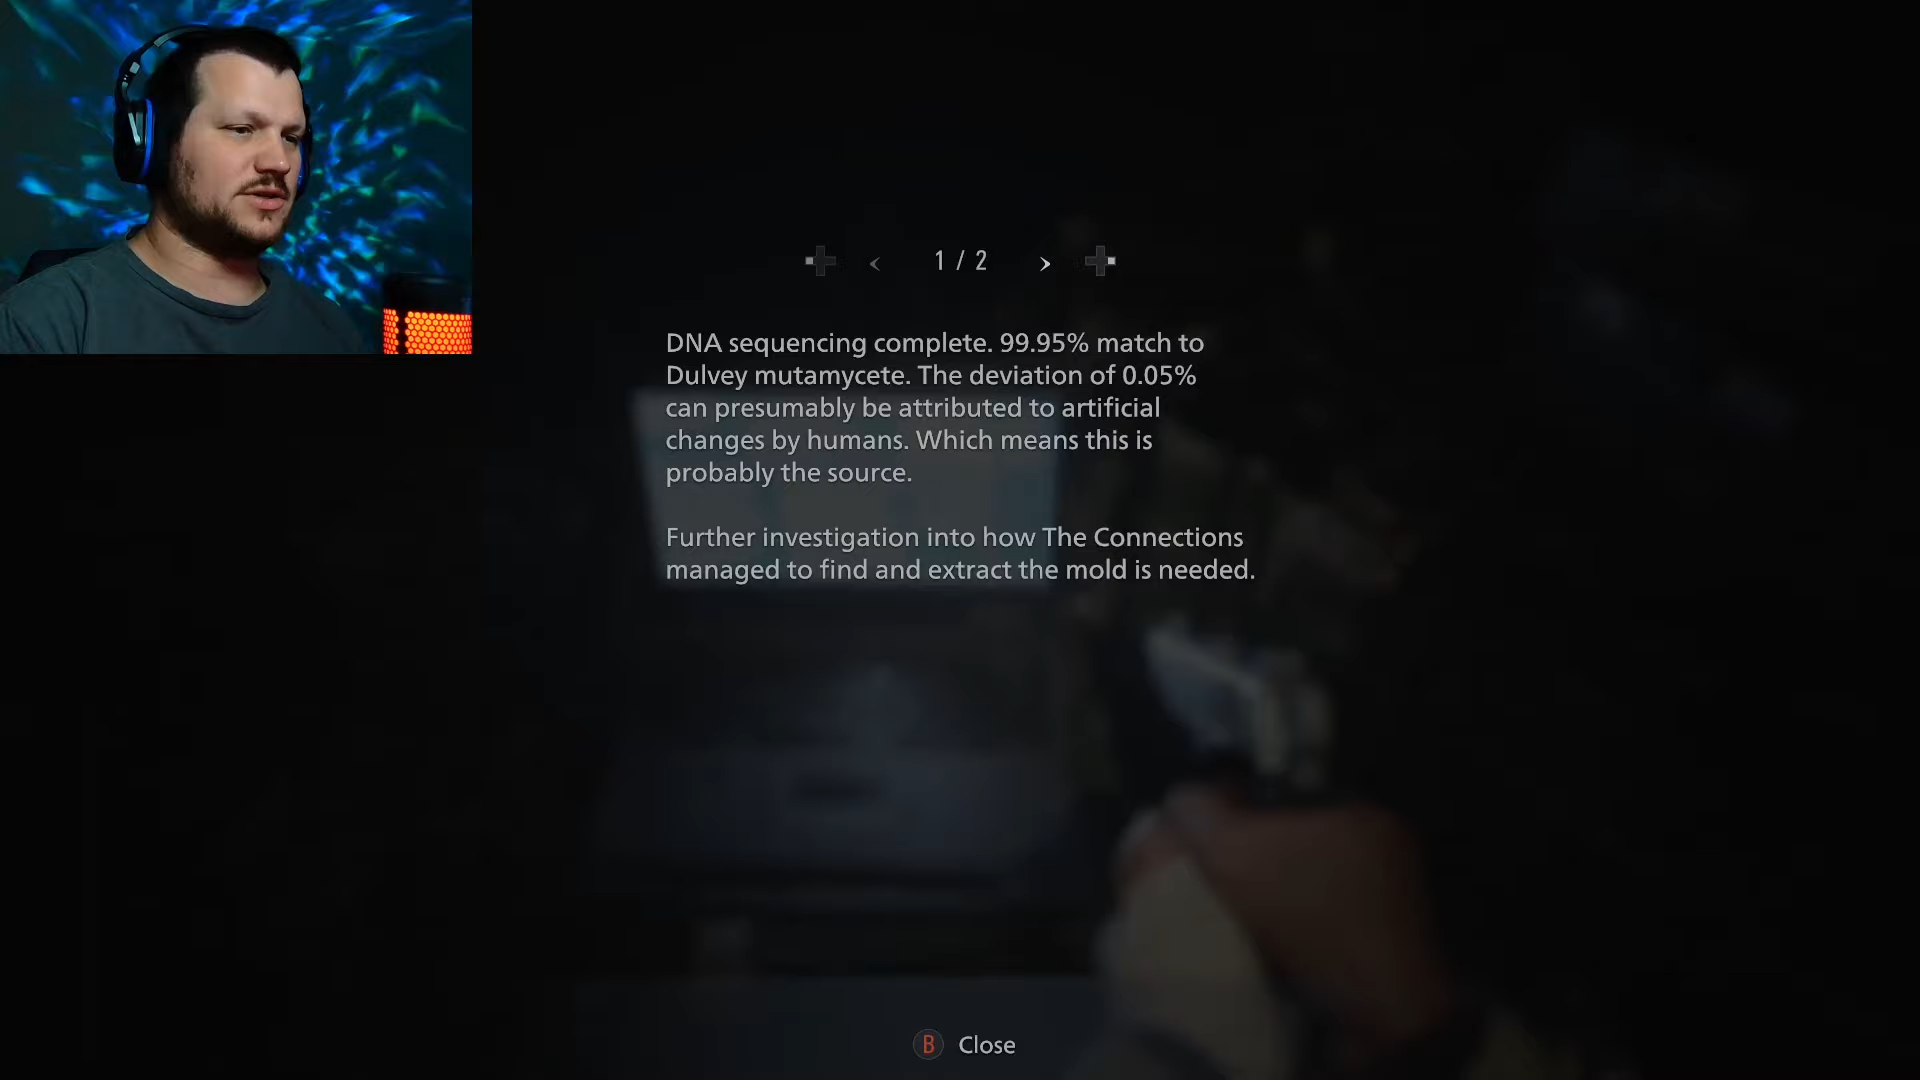 1 / 2
DNA sequencing complete. 99.95% match to
Dulvey mutamycete. The deviation of 0.05%
can presumably be attributed to artificial
changes by humans. Which means this is
probably the source.
Further investigation into how The Connections
managed to find and extract the mold is needed.
B Close